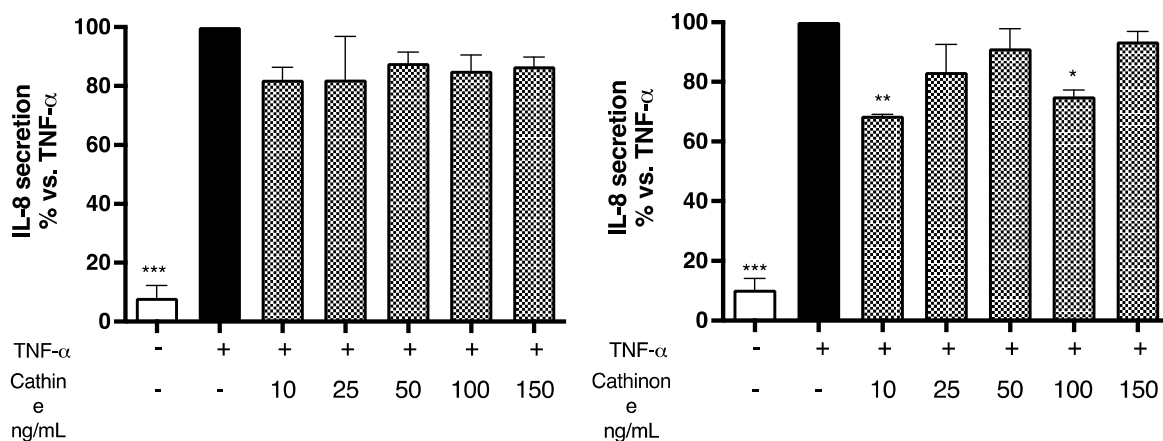 IL-8 secretion
% vs. TNF-α
100
80
60
40
20
0
***
TNF-α - + + + + + +
Cathin
e
ng/mL
- - 10 25 50 100 150
IL-8 secretion
% vs. TNF-α
100
80
60
40
20
0
***
**
*
TNF-α - + + + + + +
Cathinon
e
ng/mL
- - 10 25 50 100 150